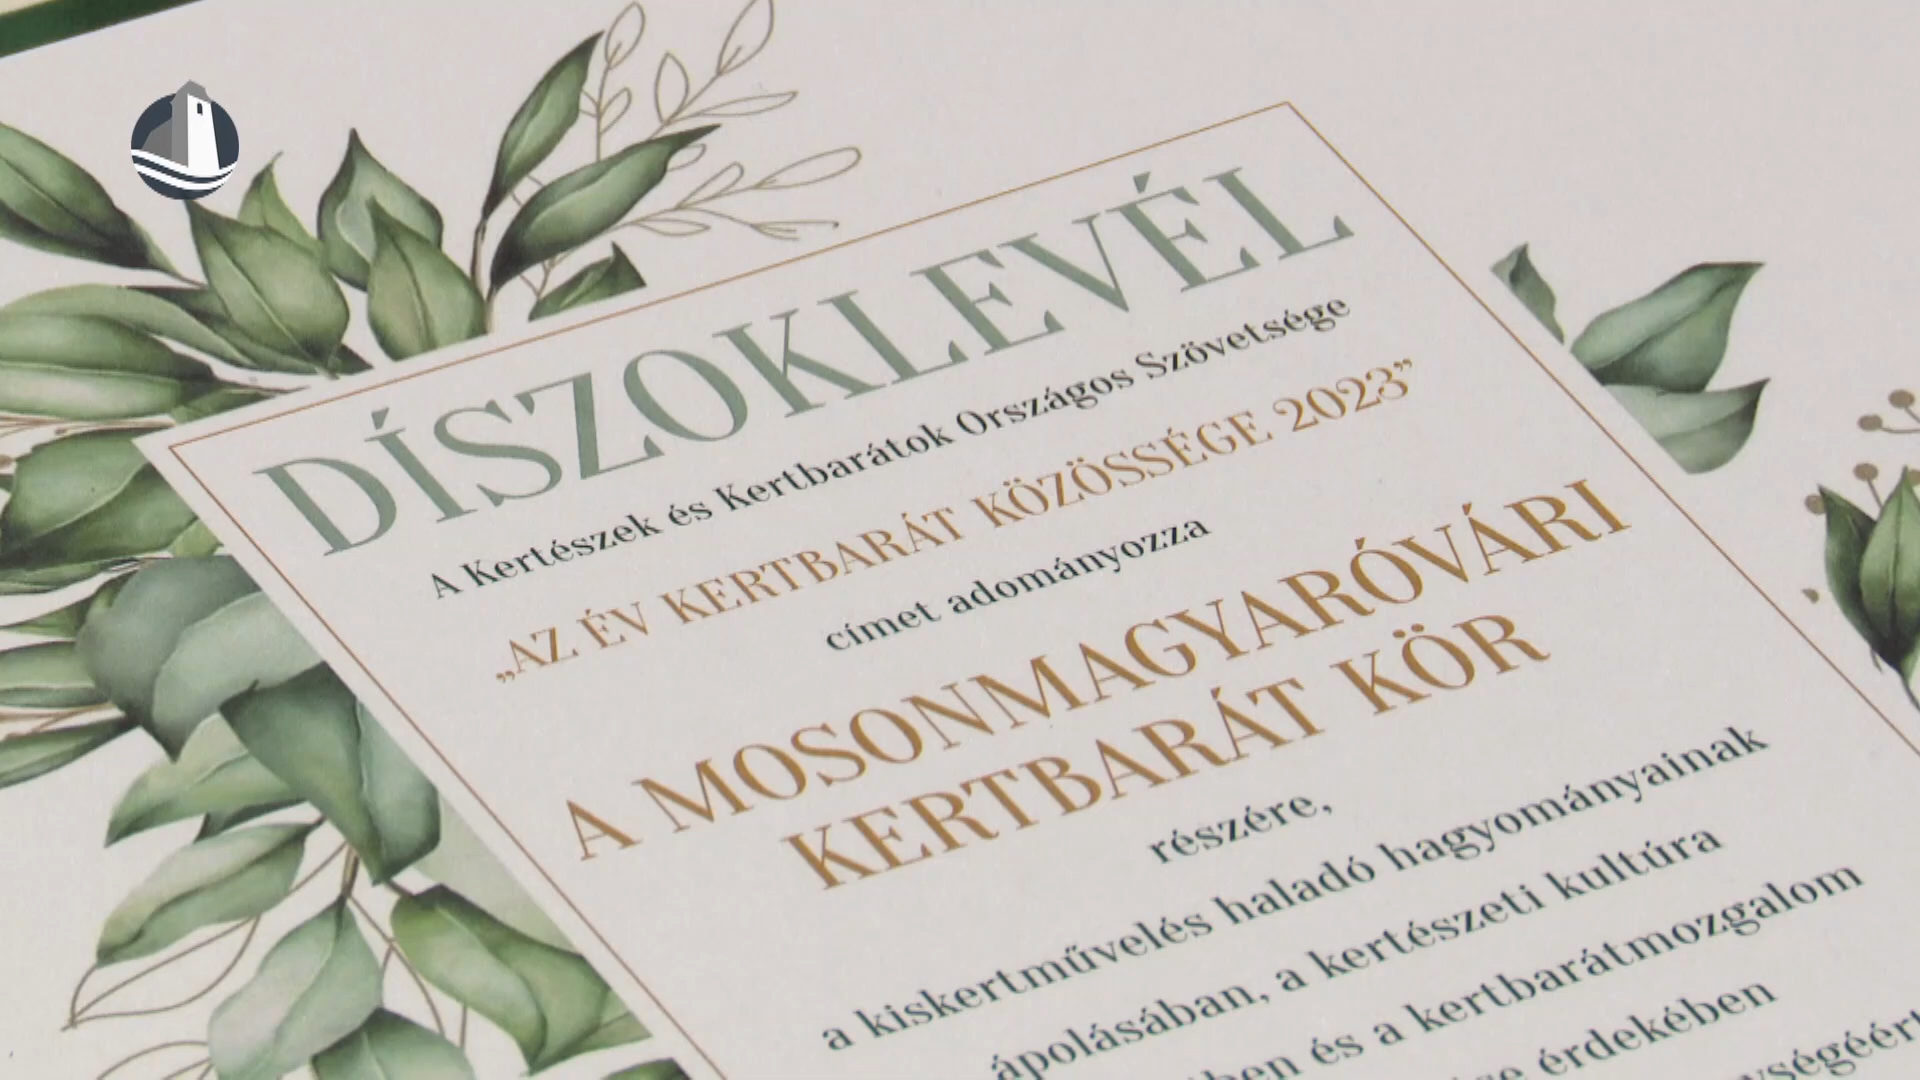 DÍSZOKLEVÉL
A Kertészek és Kertbarátok Országos Szövetsége
„AZ ÉV KERTBARÁT KÖZÖSSÉGE 2023”
címet adományozza
A MOSONMAGYARÓVÁRI
KERTBARÁT KÖR
részére,
a kiskertművelés haladó hagyományainak
ápolásában, a kertészeti kultúra
és a kertbarátmozgalom
érdekében